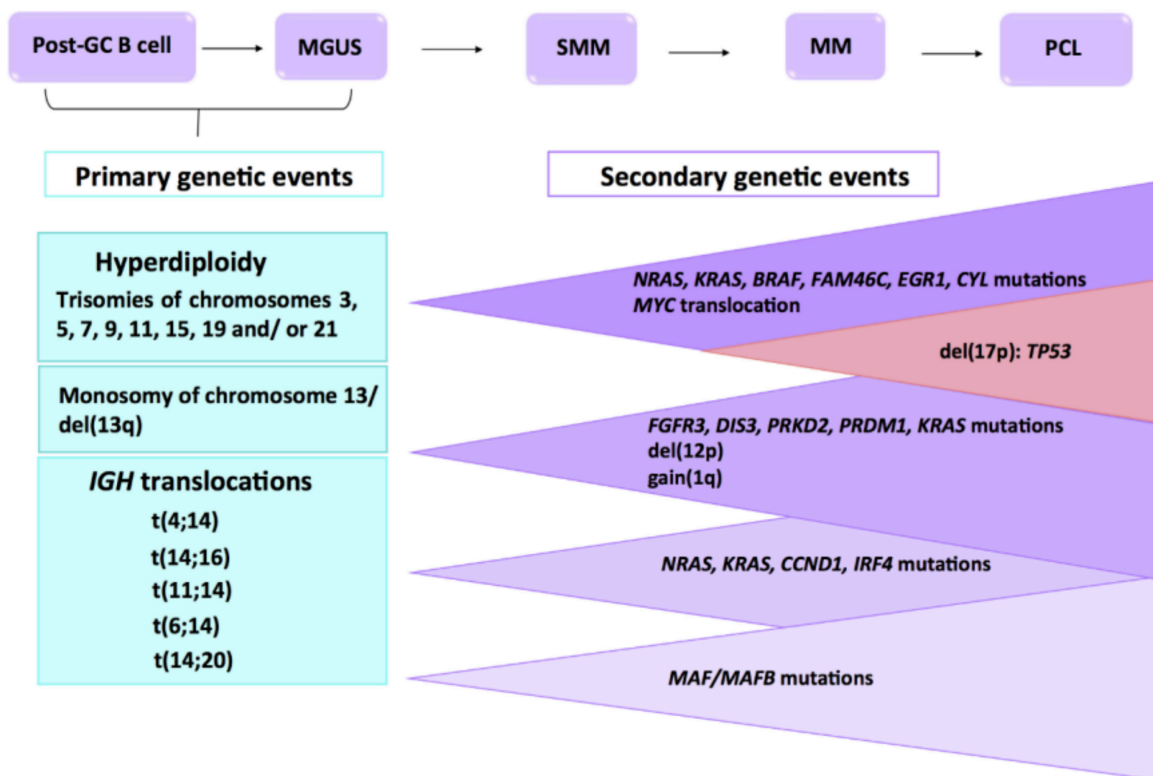 Post-GC B cell
MGUS
SMM
MM
PCL
Primary genetic events
Secondary genetic events
Hyperdiploidy
Trisomies of chromosomes 3,
5, 7, 9, 11, 15, 19 and/ or 21
Monosomy of chromosome 13/
del(13q)
IGH translocations
t(4;14)
t(14;16)
t(11;14)
t(6;14)
t(14;20)
NRAS, KRAS, BRAF, FAM46C, EGR1, CYL mutations
MYC translocation
del(17p): TP53
FGFR3, DIS3, PRKD2, PRDM1, KRAS mutations
del(12p)
gain(1q)
NRAS, KRAS, CCND1, IRF4 mutations
MAF/MAFB mutations